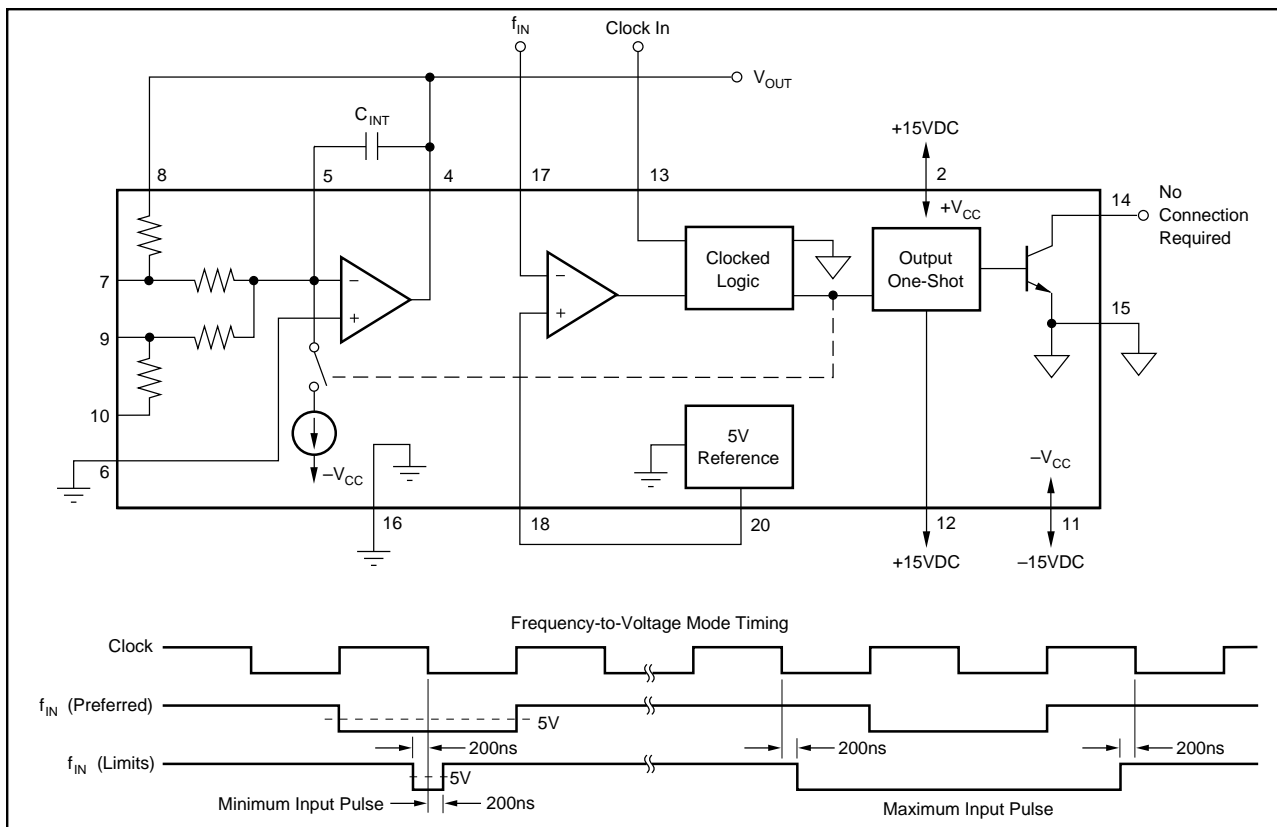 f_IN
Clock In
V_OUT
C_INT
+15VDC
8
5
4
17
13
2
14
No
Connection
Required
+V_CC
Clocked
Logic
Output
One-Shot
7
–
+
–
+
9
15
10
5V
Reference
6
–V_CC
–V_CC
16
18
20
12
11
+15VDC
–15VDC
Frequency-to-Voltage Mode Timing
Clock
f_IN (Preferred)
5V
200ns
200ns
200ns
f_IN (Limits)
5V
Minimum Input Pulse
200ns
Maximum Input Pulse